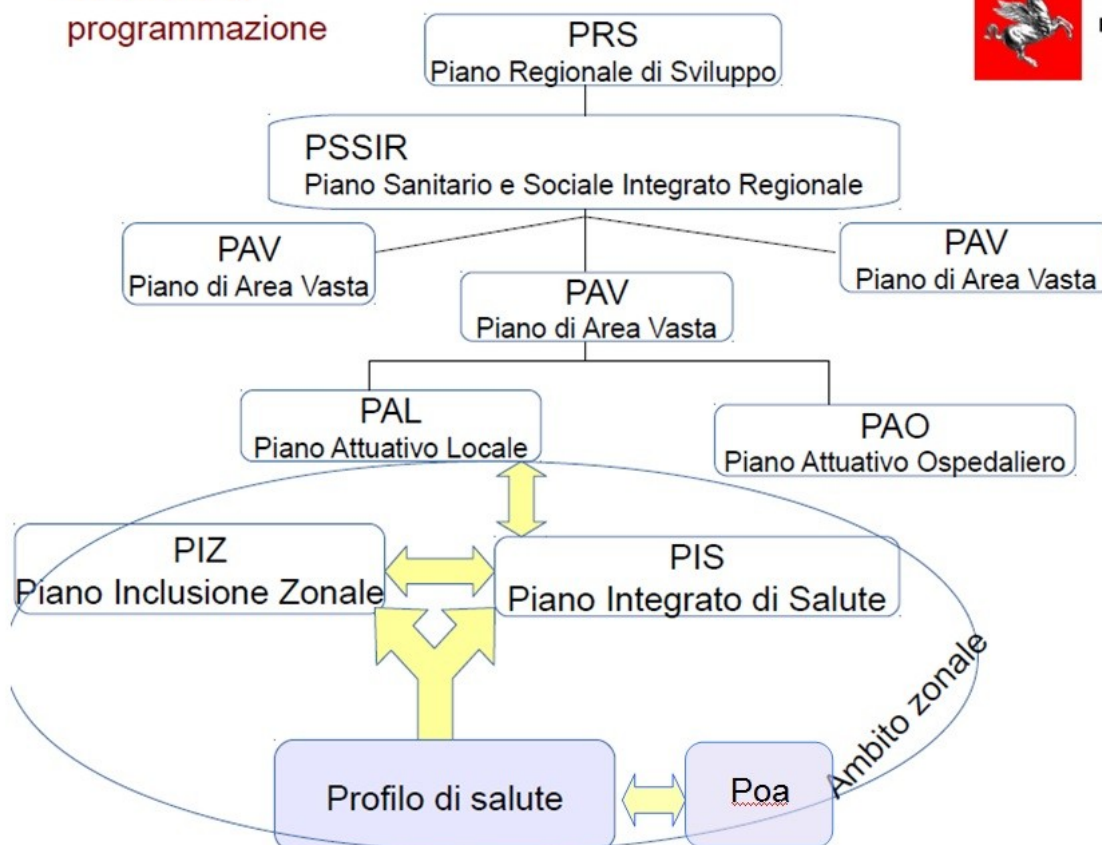 programmazione
PRS
Piano Regionale di Sviluppo
PSSIR
Piano Sanitario e Sociale Integrato Regionale
PAV
Piano di Area Vasta
PAV
Piano di Area Vasta
PAV
Piano di Area Vasta
PAL
Piano Attuativo Locale
PAO
Piano Attuativo Ospedaliero
PIZ
Piano Inclusione Zonale
PIS
Piano Integrato di Salute
Ambito zonale
Profilo di salute
Poa